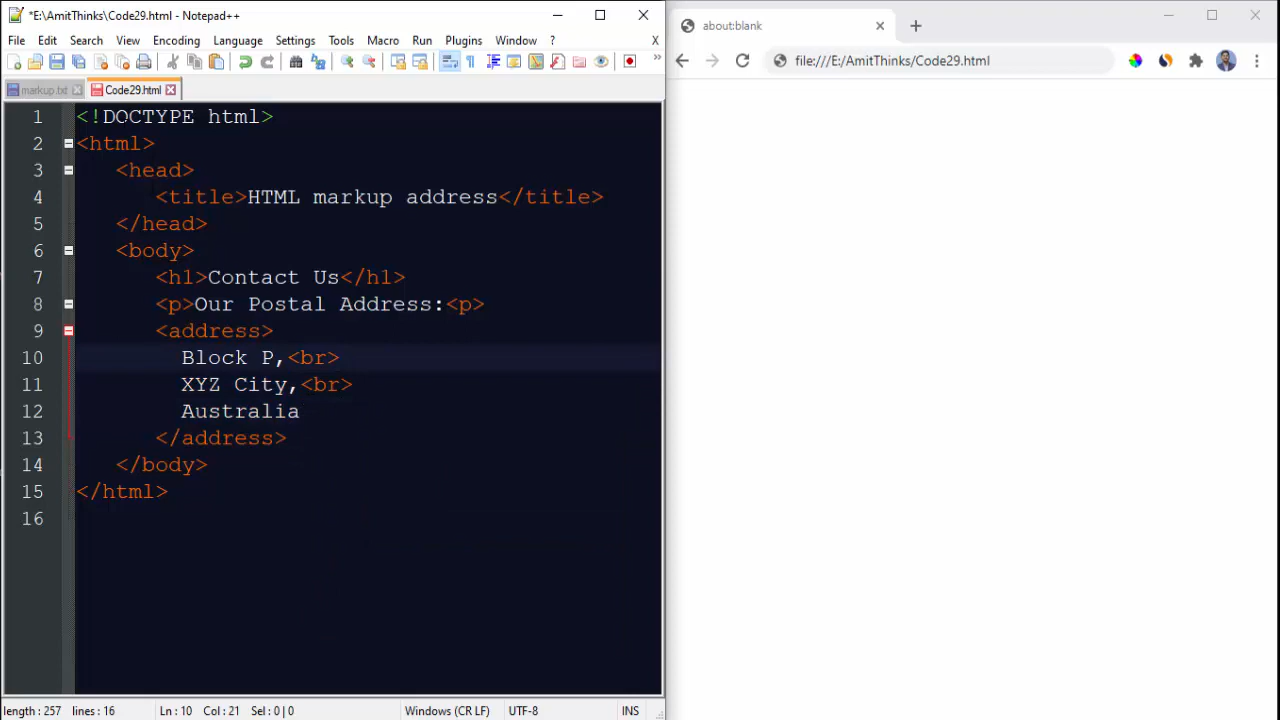 *E:\AmitThinks\Code29.html - Notepad++
File Edit Search View Encoding Language Settings Tools Macro Run Plugins Window ? X
markup.txt Code29.html
1 <!DOCTYPE html>
2 <html>
3 <head>
4 <title>HTML markup address</title>
5 </head>
6 <body>
7 <h1>Contact Us</h1>
8 <p>Our Postal Address:<p>
9 <address>
10 Block P,<br>
11 XYZ City,<br>
12 Australia
13 </address>
14 </body>
15 </html>
16
length : 257 lines : 16 Ln : 10 Col : 21 Sel : 0 | 0 Windows (CR LF) UTF-8 INS
about:blank
file:///E:/AmitThinks/Code29.html